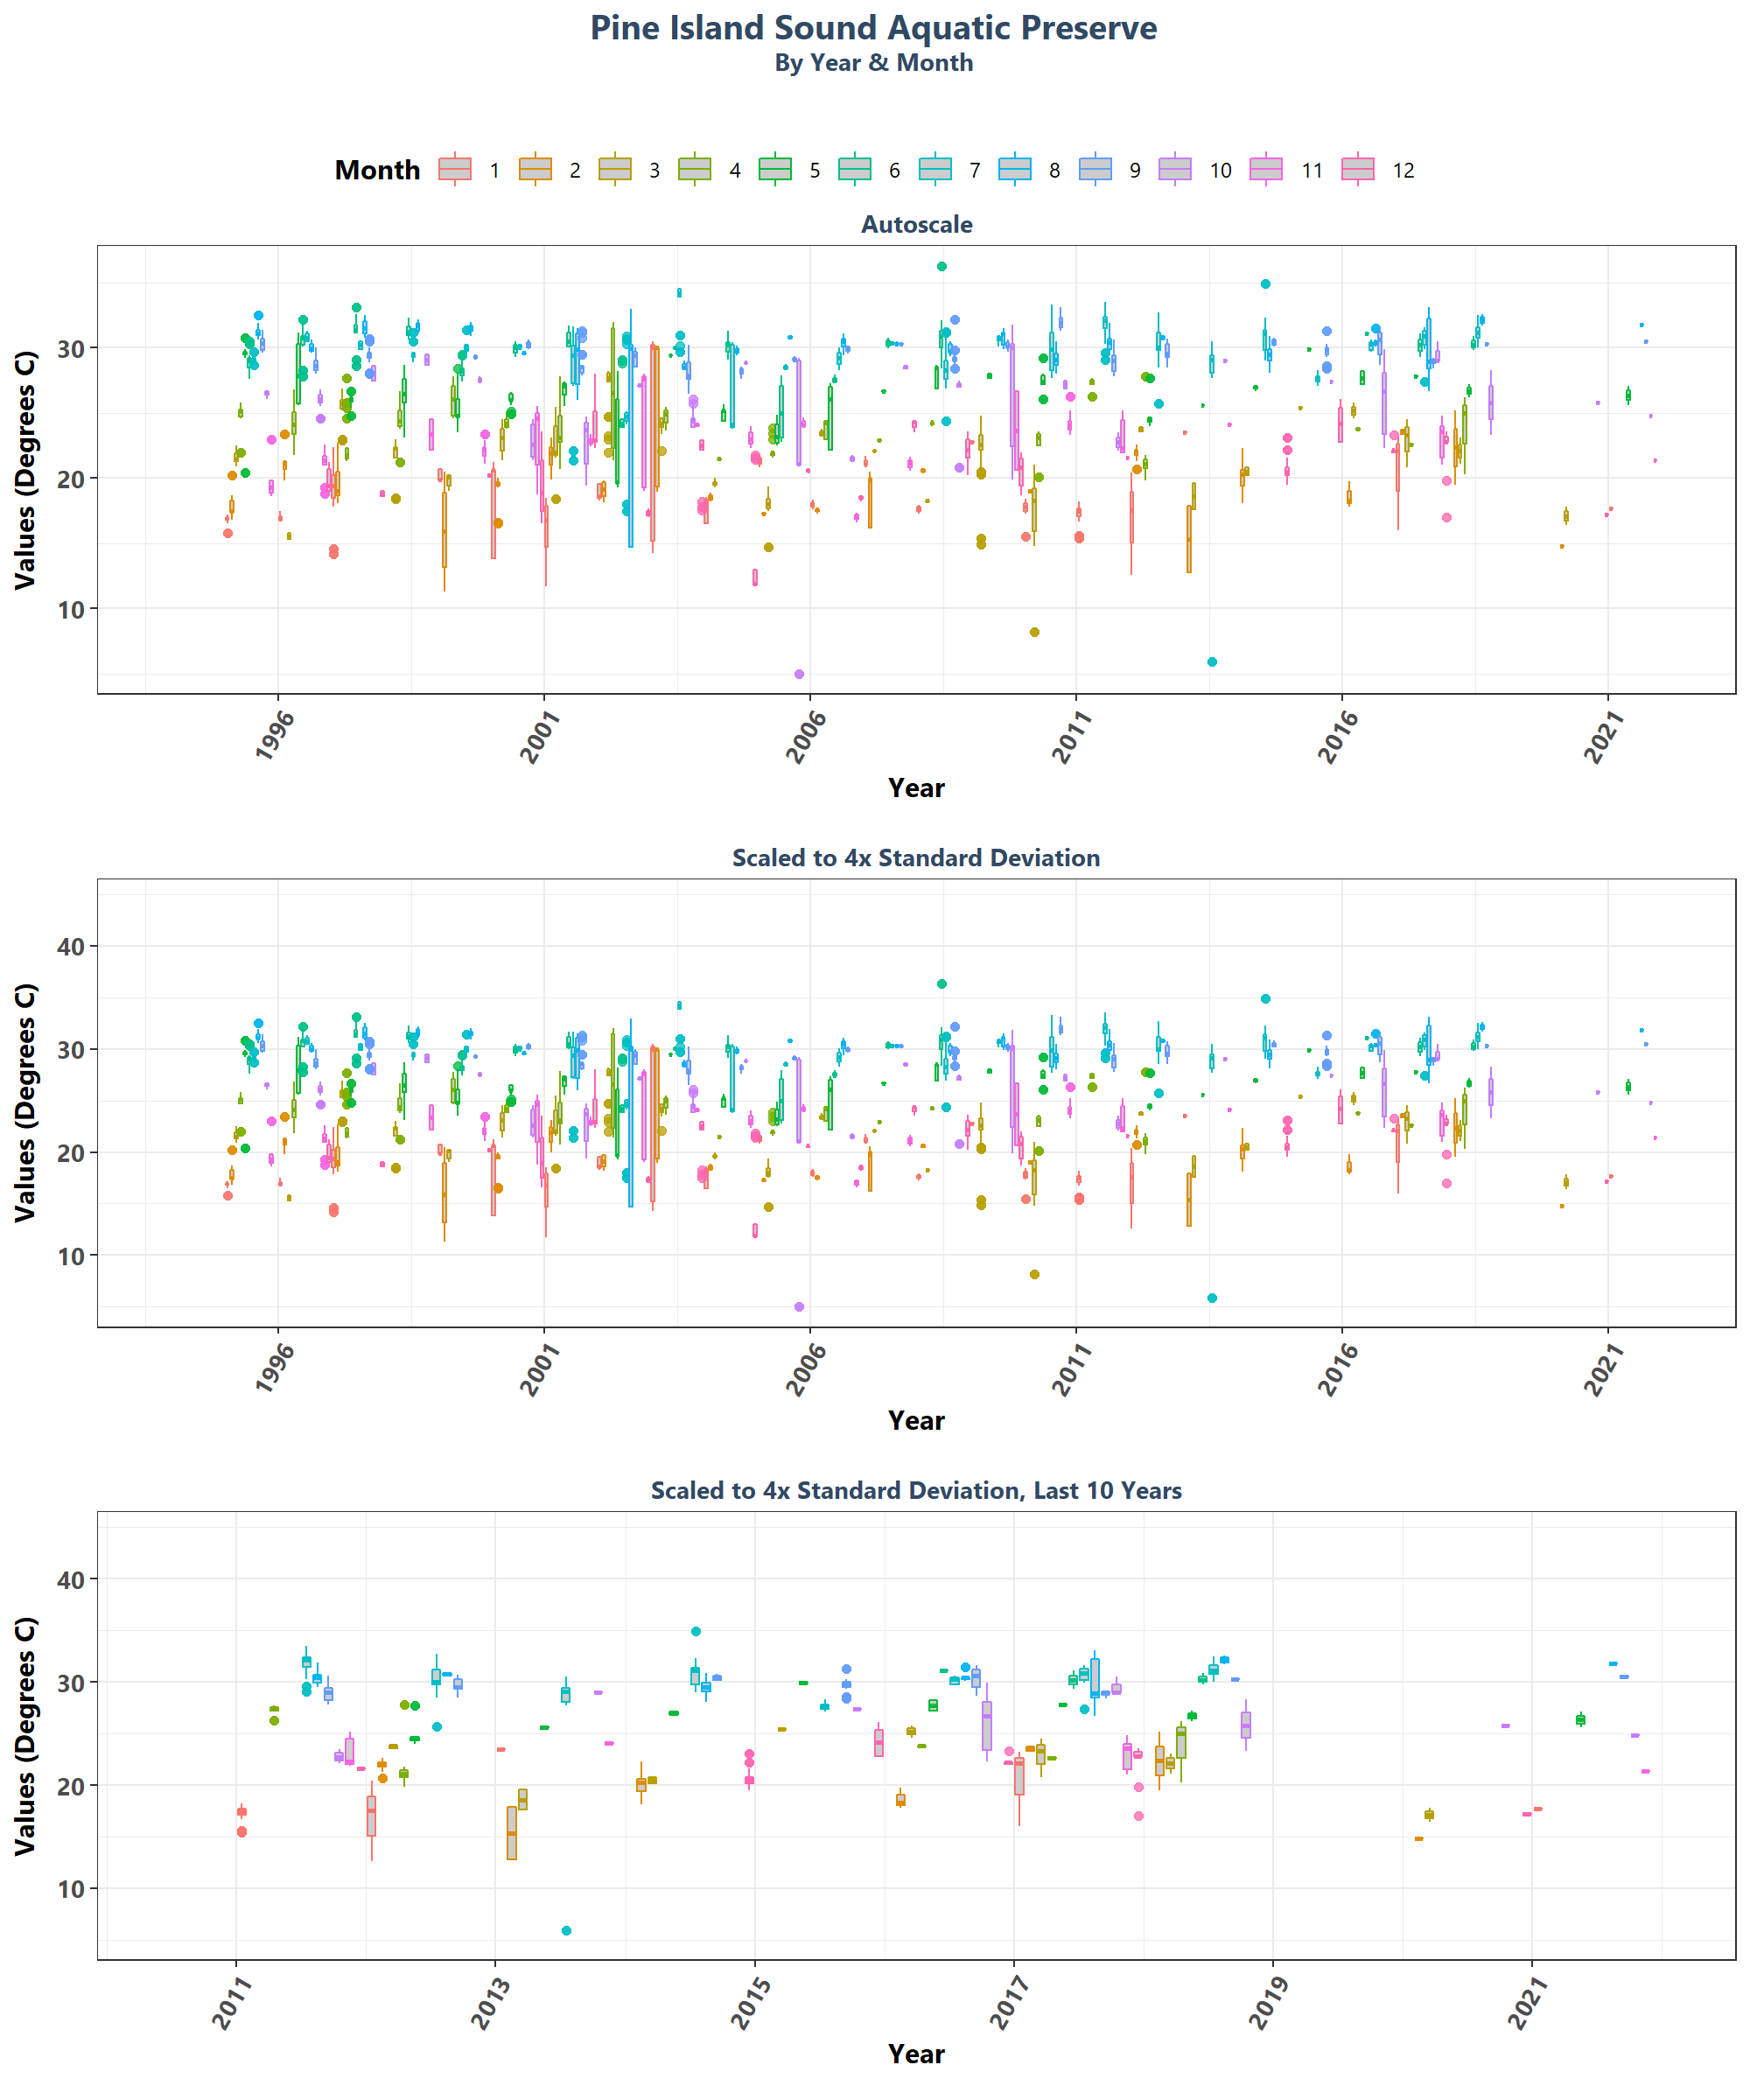 Pine Island Sound Aquatic Preserve
By Year & Month
Month 1 2 3 4 5 6 7 8 9 10 11 12
Autoscale
Values (Degrees C)
30
20
10
1996 2001 2006 2011 2016 2021
Year
Scaled to 4x Standard Deviation
Values (Degrees C)
40
30
20
10
1996 2001 2006 2011 2016 2021
Year
Scaled to 4x Standard Deviation, Last 10 Years
Values (Degrees C)
40
30
20
10
2011 2013 2015 2017 2019 2021
Year